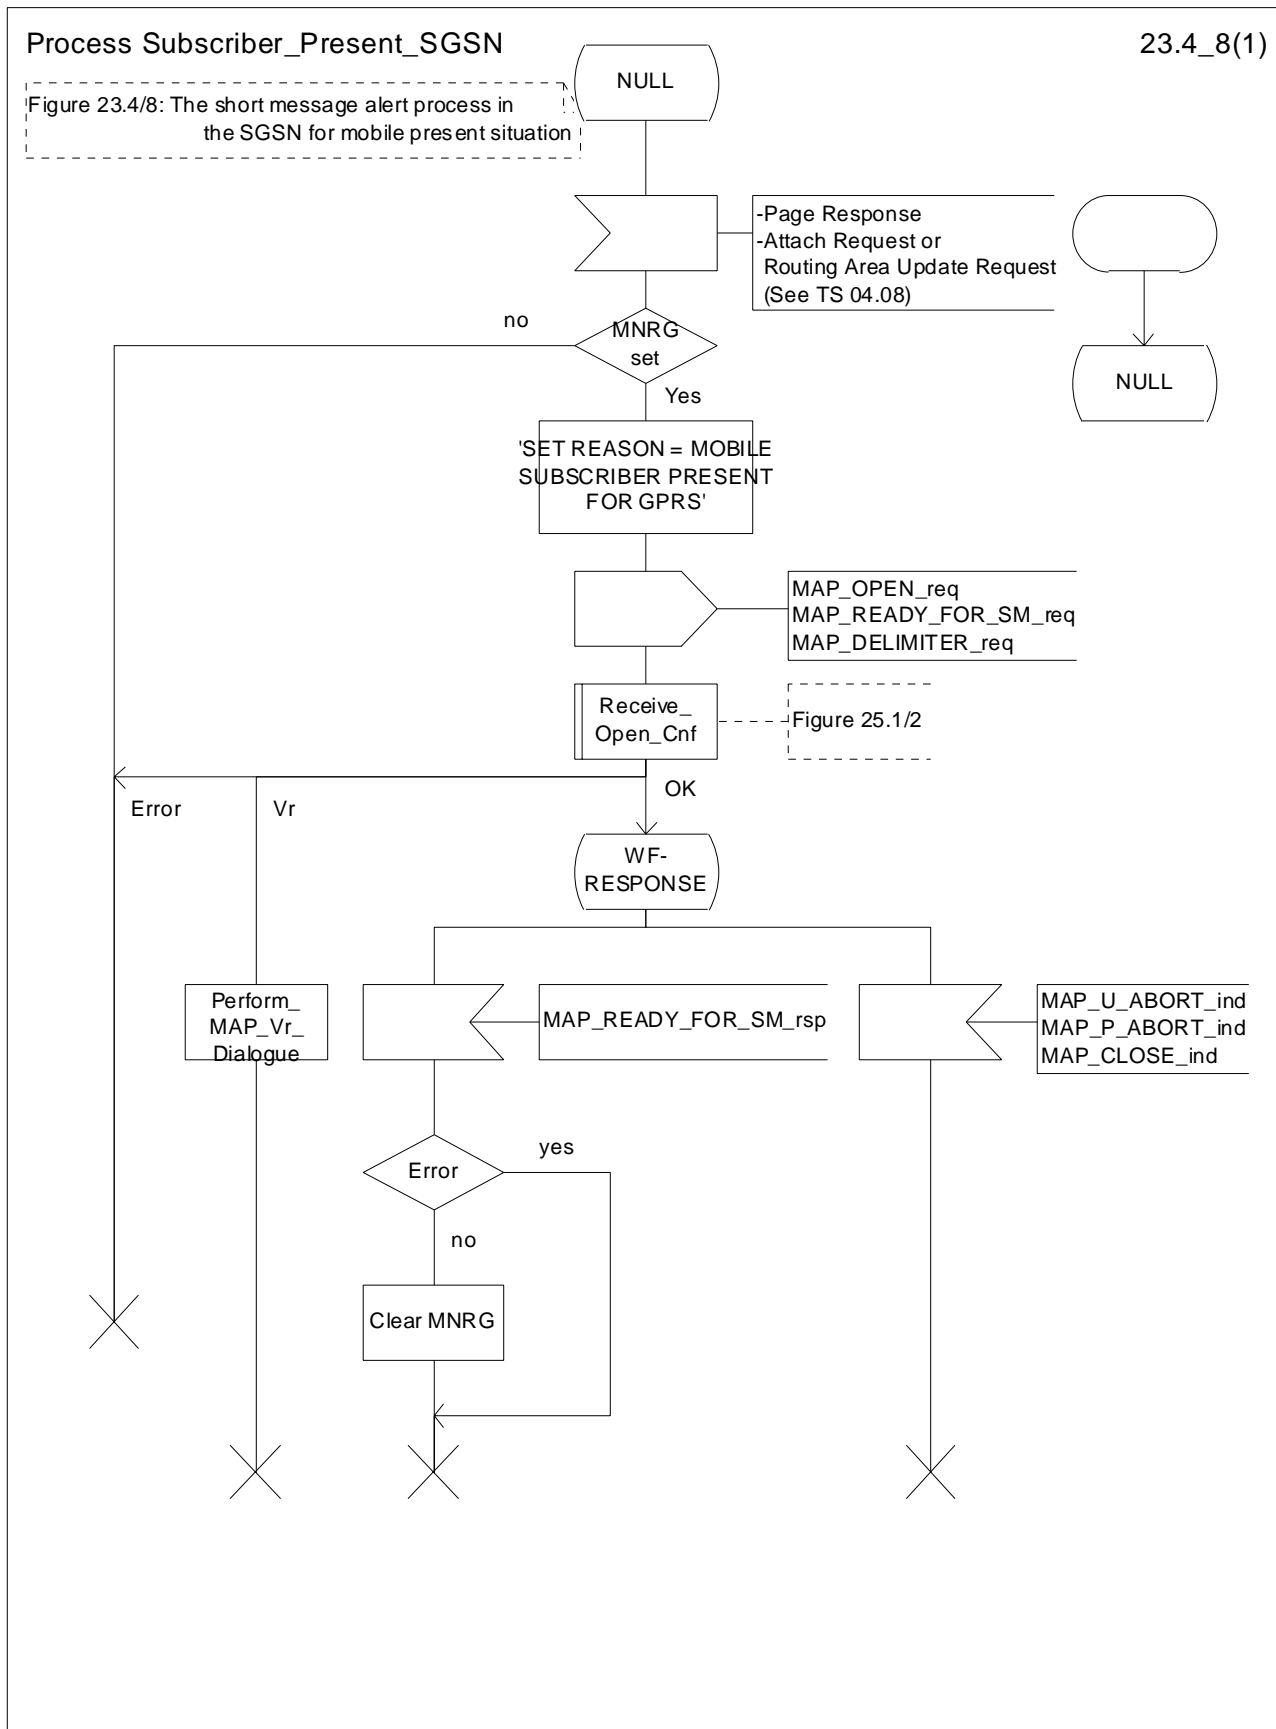 Process Subscriber_Present_SGSN
23.4_8(1)
Figure 23.4/8: The short message alert process in
the SGSN for mobile present situation
NULL
-Page Response
-Attach Request or
Routing Area Update Request
(See TS 04.08)
NULL
no
MNRG
set
Yes
'SET REASON = MOBILE
SUBSCRIBER PRESENT
FOR GPRS'
MAP_OPEN_req
MAP_READY_FOR_SM_req
MAP_DELIMITER_req
Receive_
Open_Cnf
Figure 25.1/2
Error
Vr
OK
WF-
RESPONSE
Perform_
MAP_Vr_
Dialogue
MAP_READY_FOR_SM_rsp
MAP_U_ABORT_ind
MAP_P_ABORT_ind
MAP_CLOSE_ind
Error
yes
no
Clear MNRG